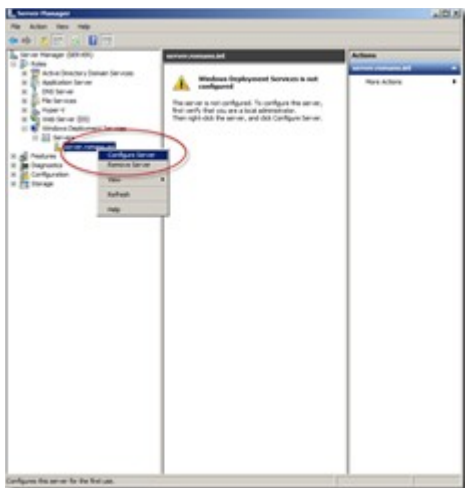 Server Manager
File Action View Help
Server Manager (SERVER)
Roles
Active Directory Domain Services
Application Server
DNS Server
File Services
Hyper-V
Web Server (IIS)
Windows Deployment Services
Servers
Features
Diagnostics
Configuration
Storage
Configure Server
Remove Server
View
Refresh
Help
Windows Deployment Services is not
configured
The server is not configured. To configure this server,
first verify that you are a local administrator.
Then right-click the server, and click Configure Server.
Actions
More Actions
Configures this server for the first use.